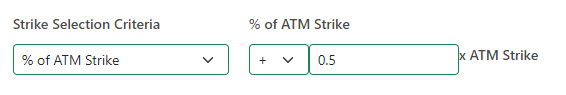 Strike Selection Criteria
% of ATM Strike
% of ATM Strike
+
0.5
x ATM Strike